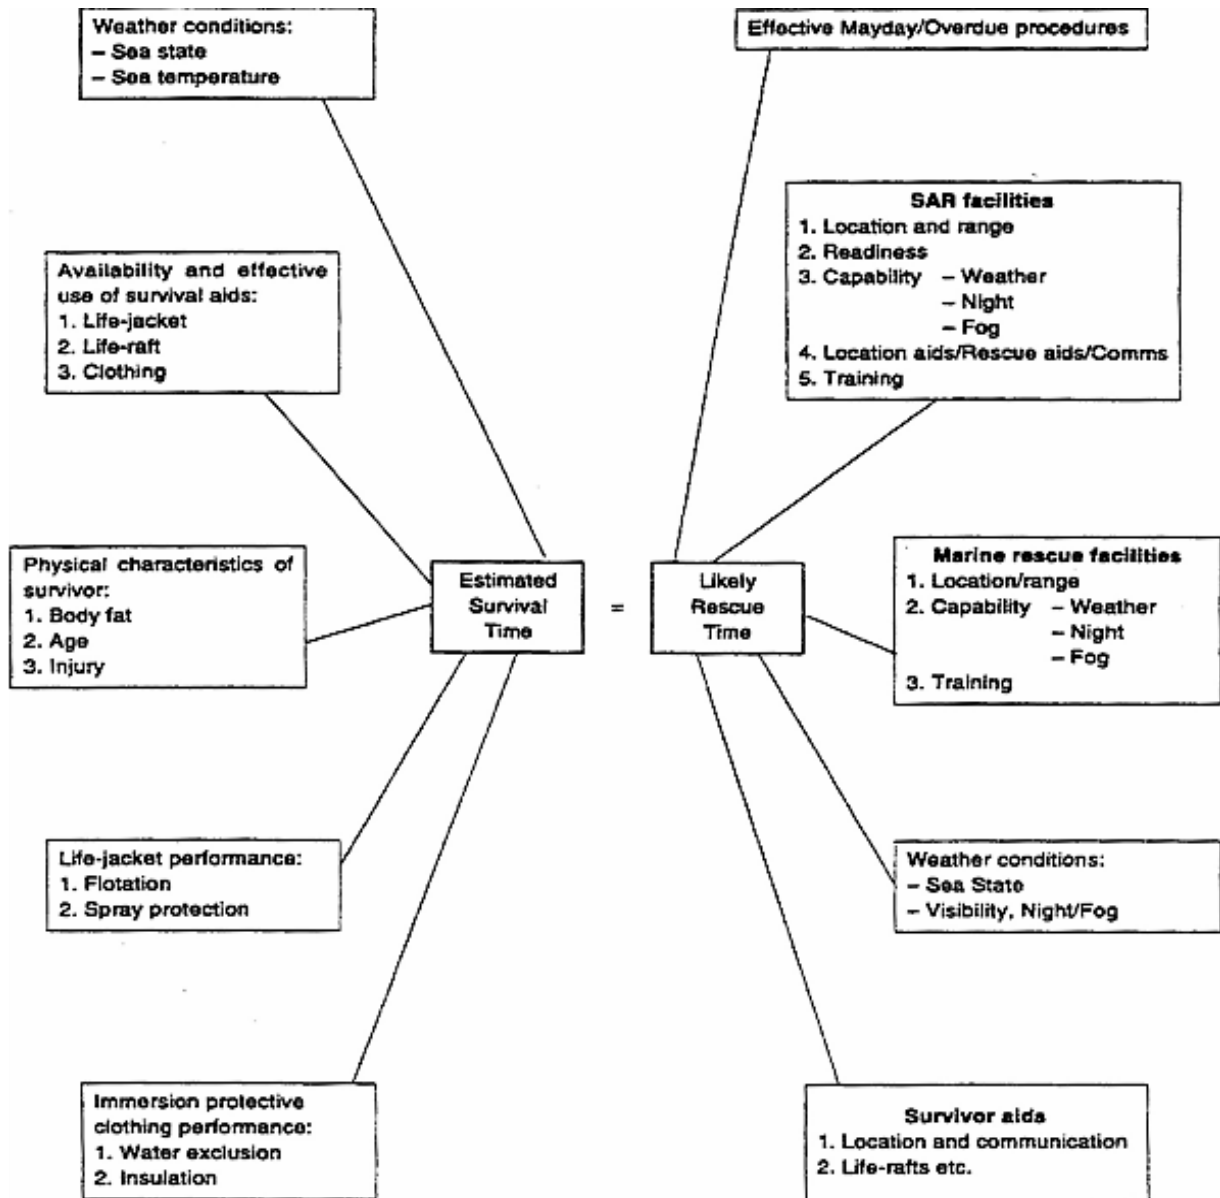 Weather conditions:
– Sea state
– Sea temperature
Effective Mayday/Overdue procedures
SAR facilities
1. Location and range
2. Readiness
3. Capability – Weather
– Night
– Fog
4. Location aids/Rescue aids/Comms
5. Training
Availability and effective
use of survival aids:
1. Life-jacket
2. Life-raft
3. Clothing
Physical characteristics of
survivor:
1. Body fat
2. Age
3. Injury
Estimated
Survival
Time
=
Likely
Rescue
Time
Marine rescue facilities
1. Location/range
2. Capability – Weather
– Night
– Fog
3. Training
Life-jacket performance:
1. Flotation
2. Spray protection
Weather conditions:
– Sea State
– Visibility, Night/Fog
Immersion protective
clothing performance:
1. Water exclusion
2. Insulation
Survivor aids
1. Location and communication
2. Life-rafts etc.